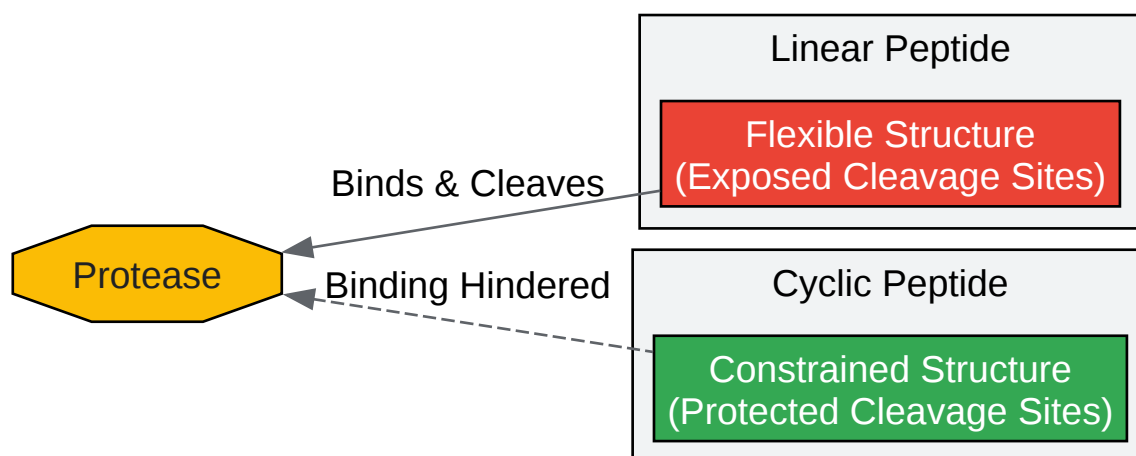 Linear Peptide
Flexible Structure
(Exposed Cleavage Sites)
Binds & Cleaves
Protease
Binding Hindered
Cyclic Peptide
Constrained Structure
(Protected Cleavage Sites)